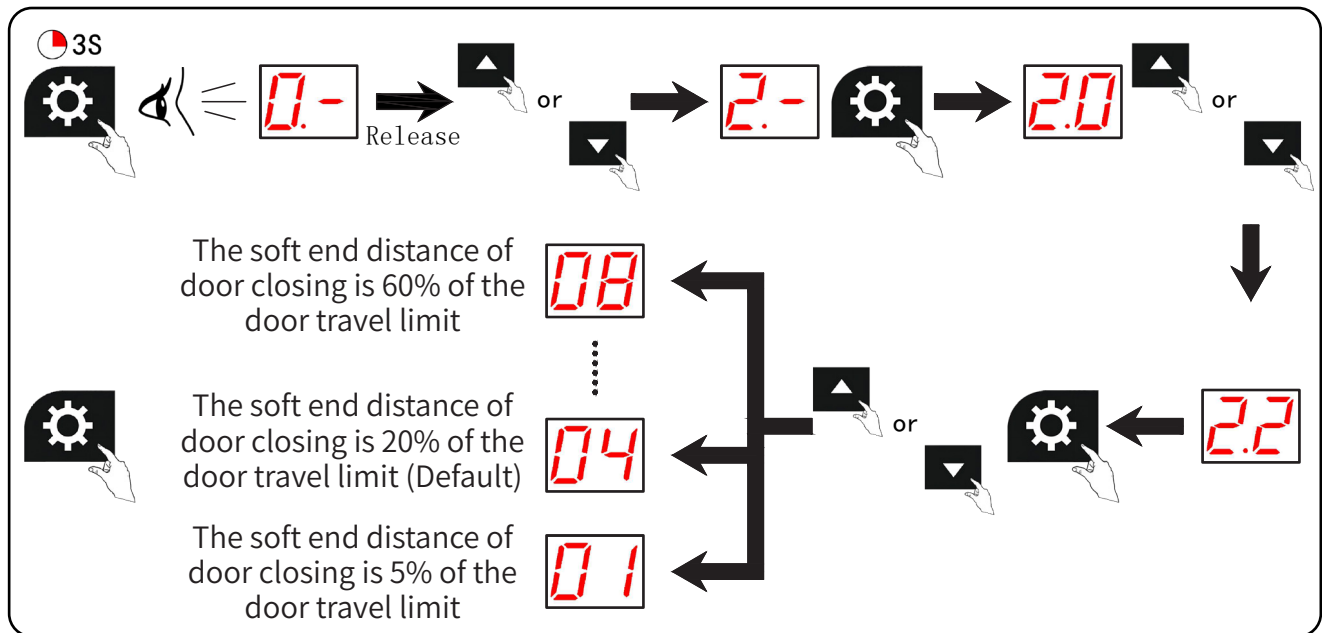 3S
0.-
Release
or
2.-
2.0
or
The soft end distance of
door closing is 60% of the
door travel limit
08
The soft end distance of
door closing is 20% of the
door travel limit (Default)
04
or
2.2
The soft end distance of
door closing is 5% of the
door travel limit
01